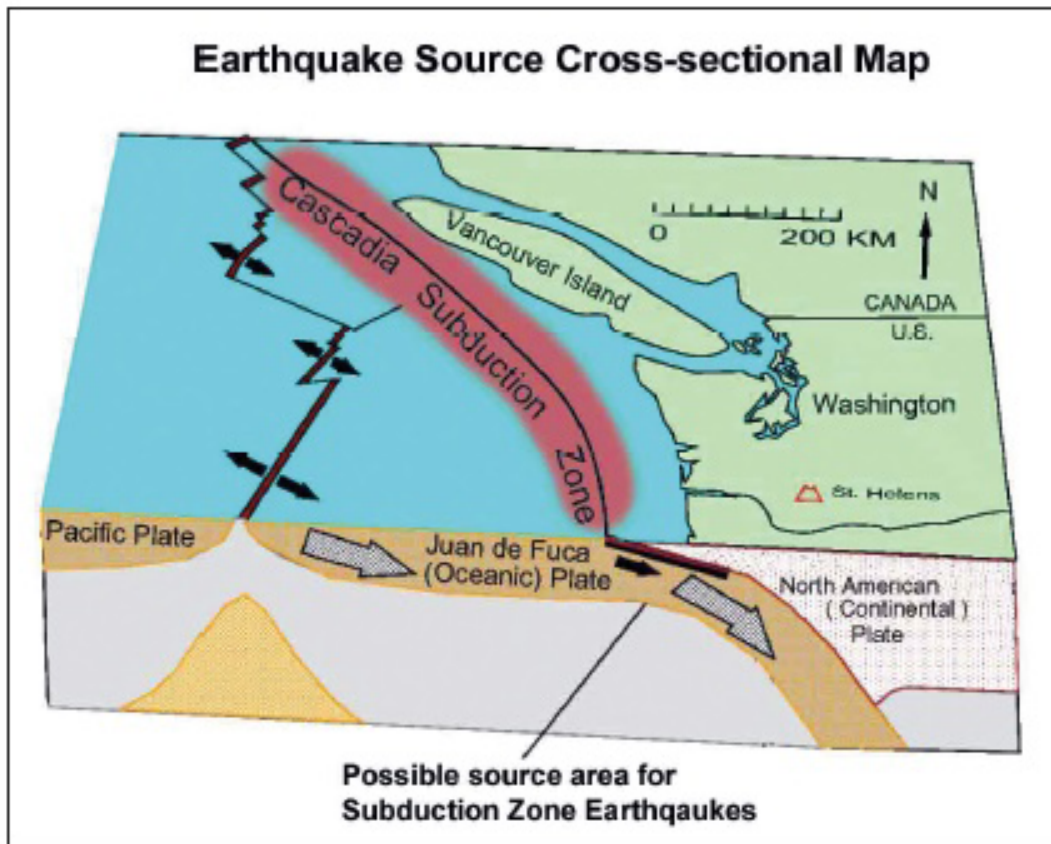 Earthquake Source Cross-sectional Map
N
0 200 KM
Cascadia Subduction Zone
Vancouver Island
CANADA
U.S.
Washington
St. Helens
Pacific Plate
Juan de Fuca
(Oceanic) Plate
North American
( Continental )
Plate
Possible source area for
Subduction Zone Earthqaukes